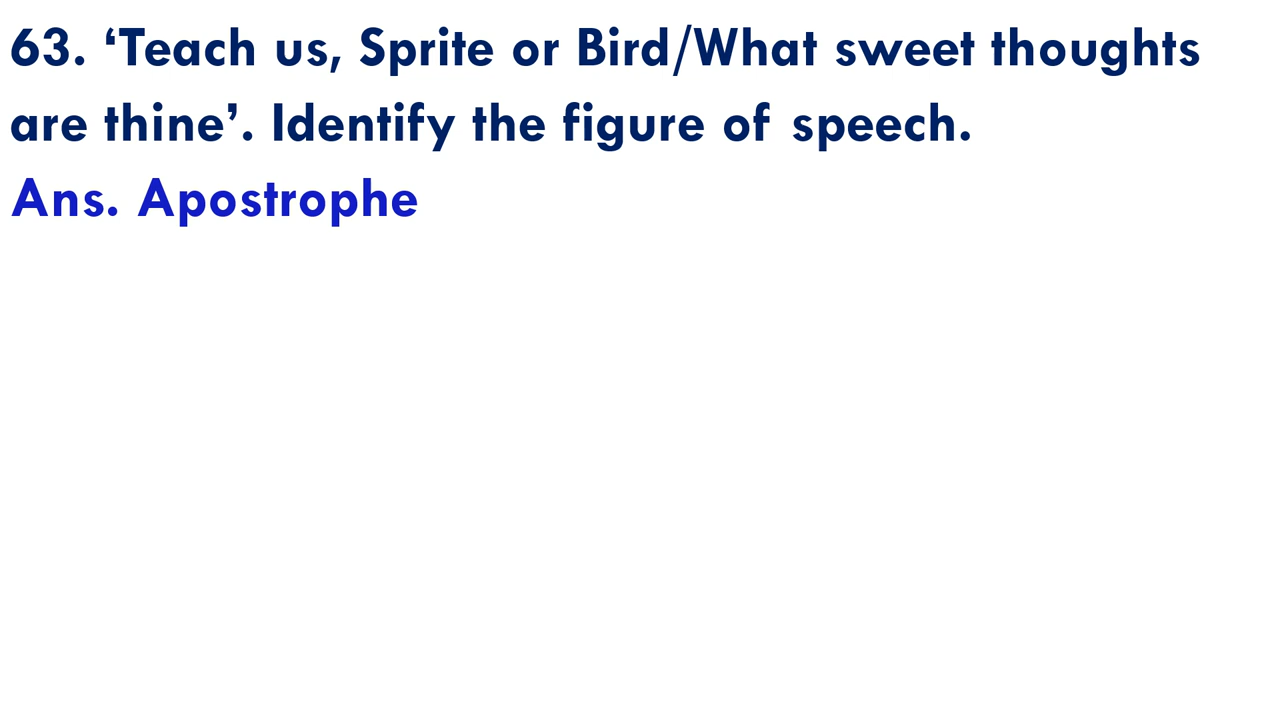 63. ‘Teach us, Sprite or Bird/What sweet thoughts
are thine’. Identify the figure of speech.
Ans. Apostrophe